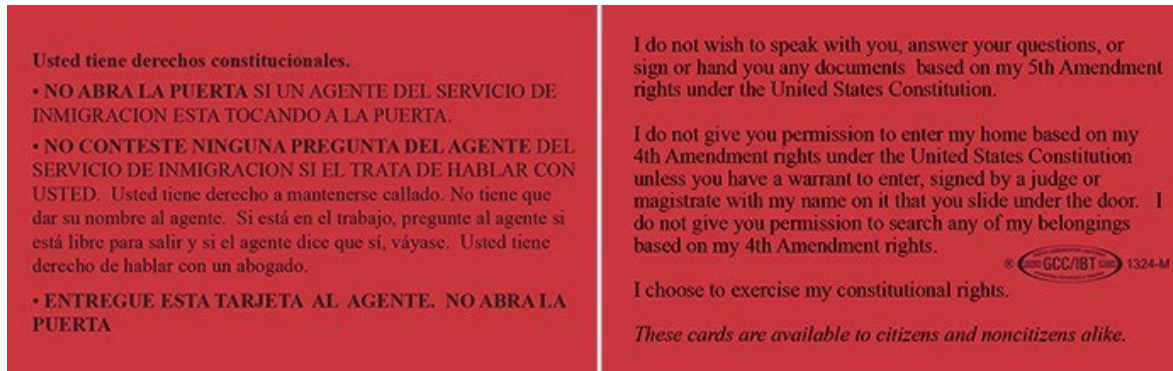 Usted tiene derechos constitucionales.
• NO ABRA LA PUERTA SI UN AGENTE DEL SERVICIO DE
INMIGRACION ESTA TOCANDO A LA PUERTA.
• NO CONTESTE NINGUNA PREGUNTA DEL AGENTE DEL
SERVICIO DE INMIGRACION SI EL TRATA DE HABLAR CON
USTED. Usted tiene derecho a mantenerse callado. No tiene que
dar su nombre al agente. Si está en el trabajo, pregunte al agente si
está libre para salir y si el agente dice que sí, váyase. Usted tiene
derecho de hablar con un abogado.
• ENTREGUE ESTA TARJETA AL AGENTE. NO ABRA LA
PUERTA
I do not wish to speak with you, answer your questions, or
sign or hand you any documents based on my 5th Amendment
rights under the United States Constitution.
I do not give you permission to enter my home based on my
4th Amendment rights under the United States Constitution
unless you have a warrant to enter, signed by a judge or
magistrate with my name on it that you slide under the door. I
do not give you permission to search any of my belongings
based on my 4th Amendment rights.
® GCC/IBT 1324-M
I choose to exercise my constitutional rights.
These cards are available to citizens and noncitizens alike.